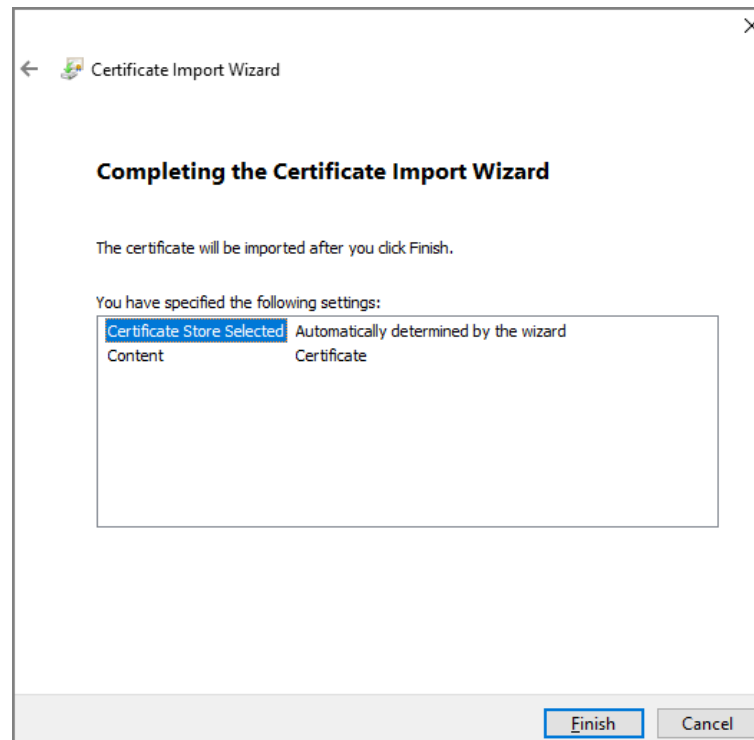 Certificate Import Wizard
Completing the Certificate Import Wizard
The certificate will be imported after you click Finish.
You have specified the following settings:
Certificate Store Selected Automatically determined by the wizard
Content Certificate
Finish Cancel